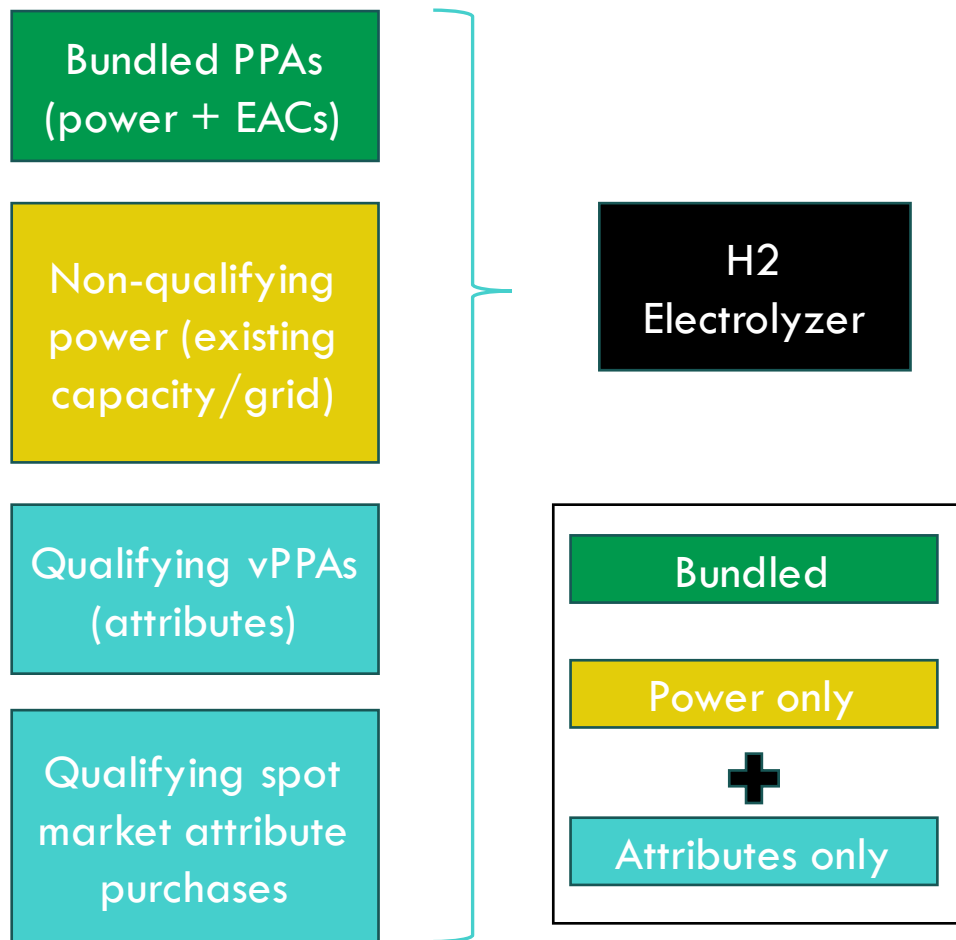 Bundled PPAs
(power + EACs)
Non-qualifying
power (existing
capacity/grid)
Qualifying vPPAs
(attributes)
Qualifying spot
market attribute
purchases
H2
Electrolyzer
Bundled
Power only
Attributes only